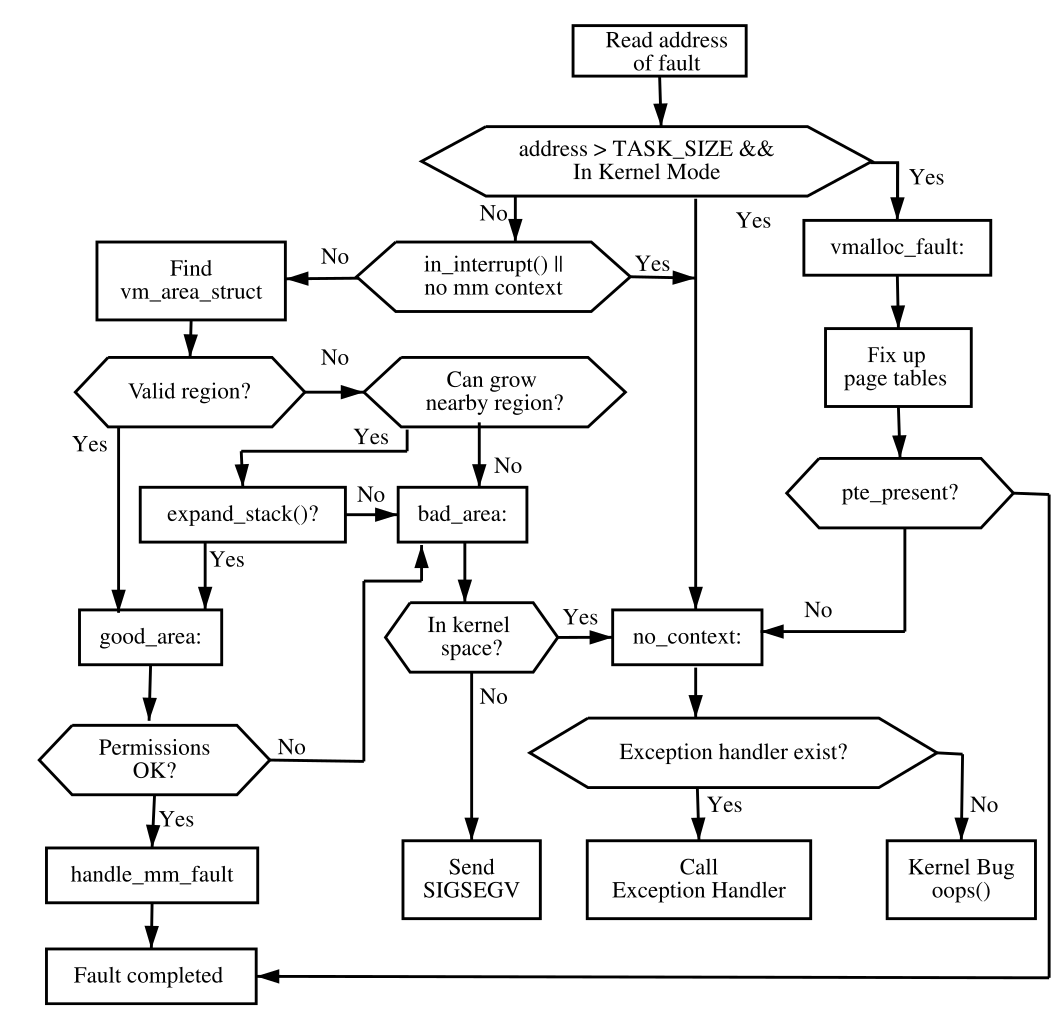 Read address
of fault
address > TASK_SIZE &&
In Kernel Mode
Yes
No
Yes
vmalloc_fault:
No
in_interrupt() ||
no mm context
Yes
Find
vm_area_struct
Fix up
page tables
No
Valid region?
Can grow
nearby region?
Yes
Yes
No
pte_present?
expand_stack()?
No
bad_area:
Yes
No
good_area:
In kernel
space?
Yes
no_context:
No
Permissions
OK?
No
Exception handler exist?
Yes
Yes
No
handle_mm_fault
Send
SIGSEGV
Call
Exception Handler
Kernel Bug
oops()
Fault completed